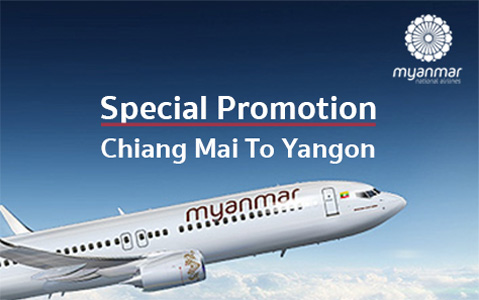 myanmar
national airlines
Special Promotion
Chiang Mai To Yangon
myanmar